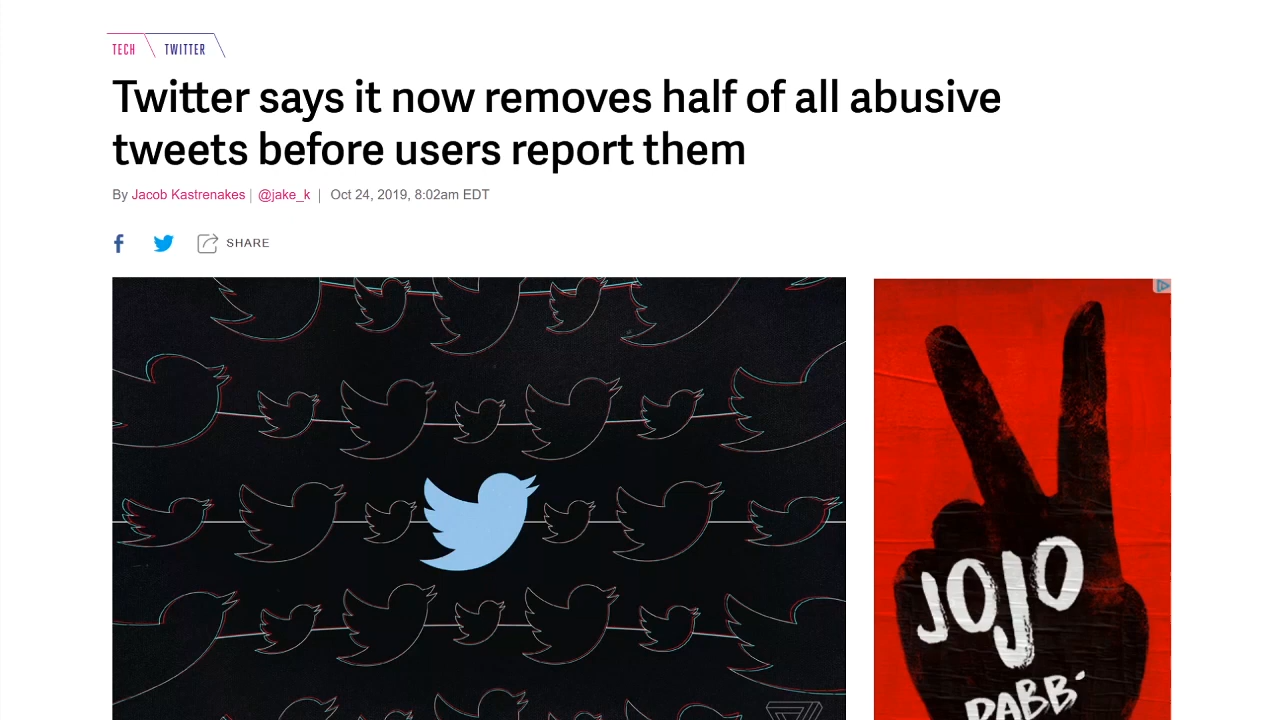 TECH TWITTER
Twitter says it now removes half of all abusive
tweets before users report them
By Jacob Kastrenakes | @jake_k | Oct 24, 2019, 8:02am EDT
SHARE
JOJO
RABB